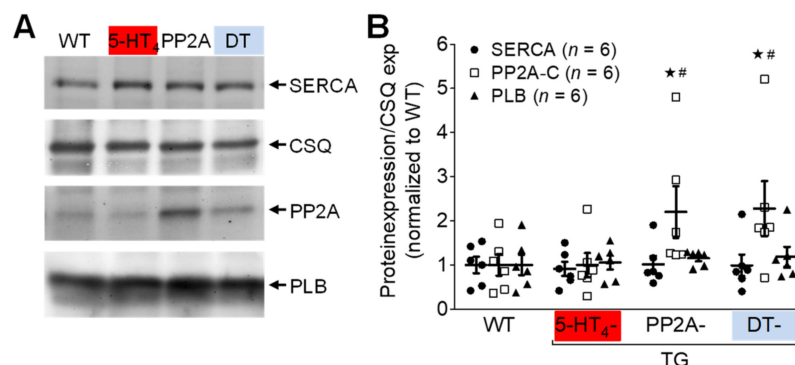 A
WT 5-HT₄ PP2A DT
SERCA
CSQ
PP2A
PLB
B
Proteinexpression/CSQ exp
(normalized to WT)
6
5
4
3
2
1
0
● SERCA (n = 6)
□ PP2A-C (n = 6)
▲ PLB (n = 6)
★ #
★ #
WT 5-HT₄- PP2A- DT-
TG